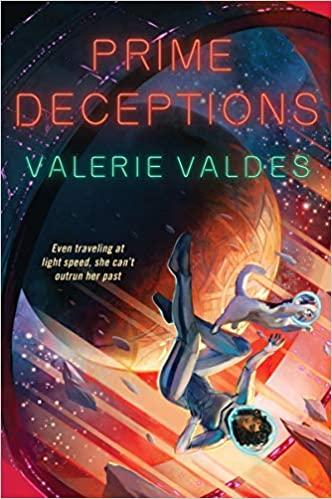 PRIME
DECEPTIONS
VALERIE VALDES
Even traveling at
light speed, she can't
outrun her past